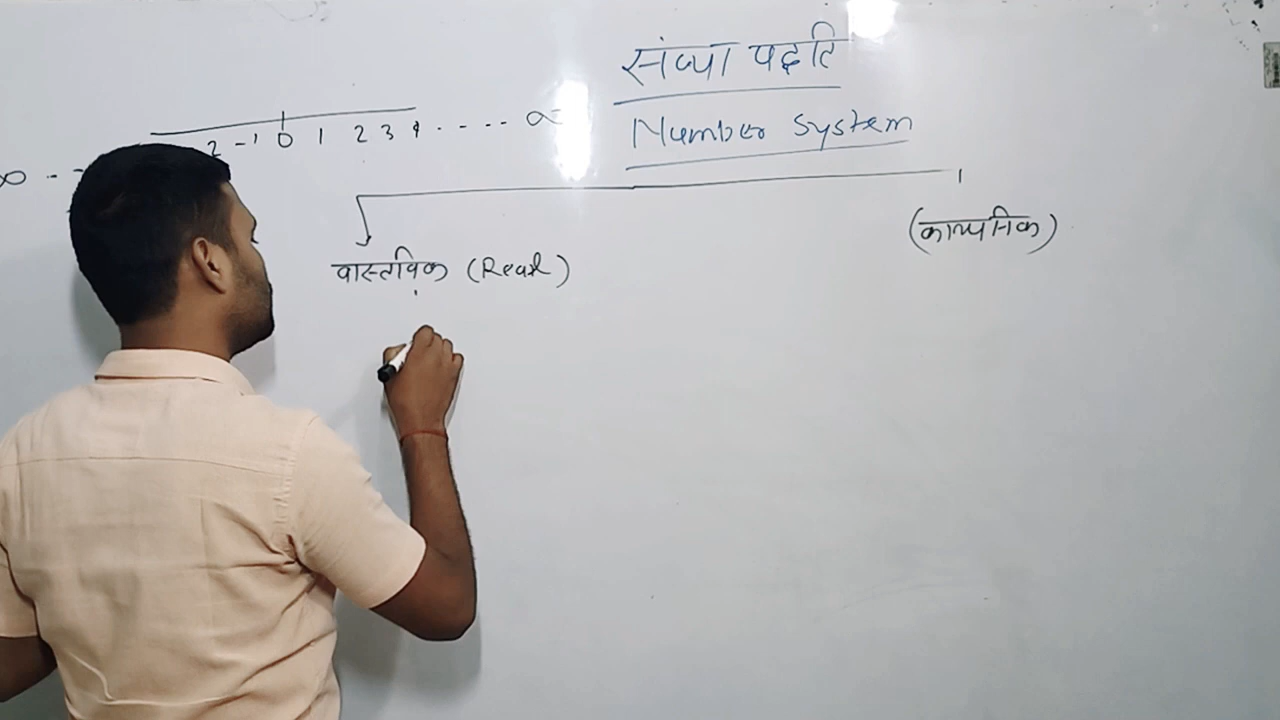 संख्या पद्धति
Number System
∞ -- 2 -1 0 1 2 3 4 ---- ∞
(काल्पनिक)
वास्तविक (Real)